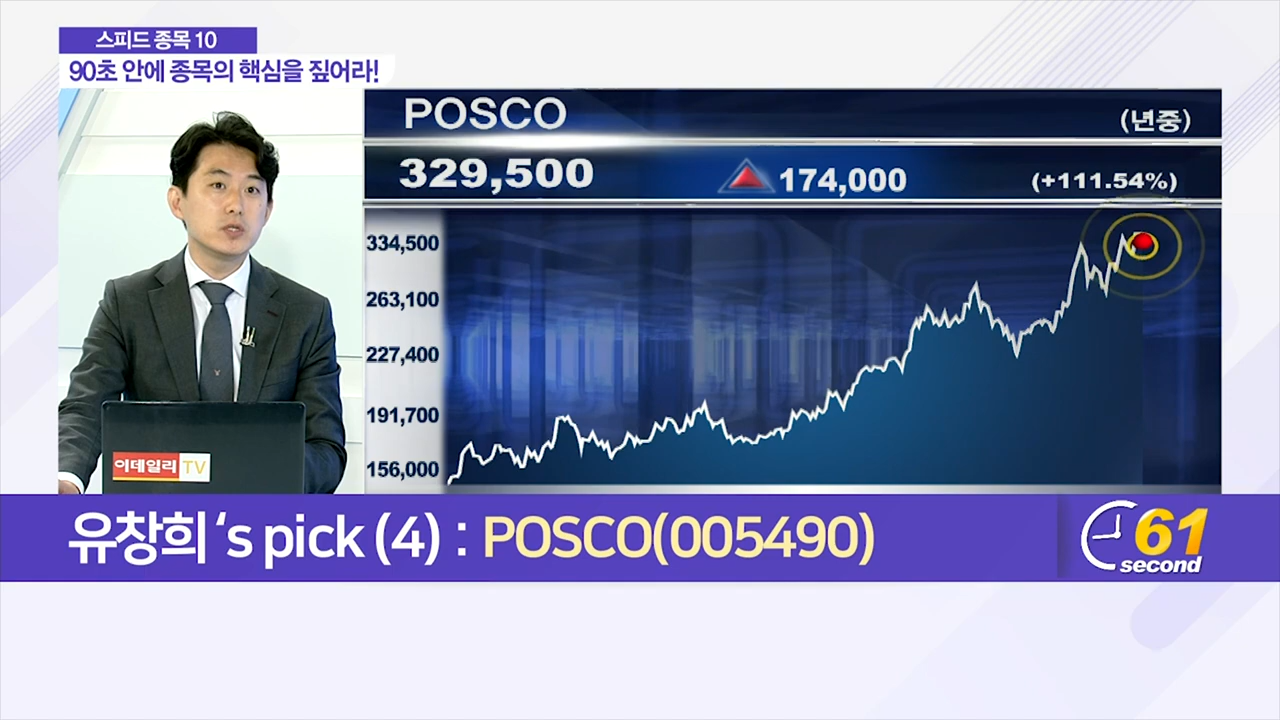 스피드 종목 10
90초 안에 종목의 핵심을 짚어라!
POSCO
(년중)
329,500
174,000
(+111.54%)
334,500
263,100
227,400
191,700
156,000
이데일리 TV
유창희 ‘s pick (4) : POSCO(005490)
61
second